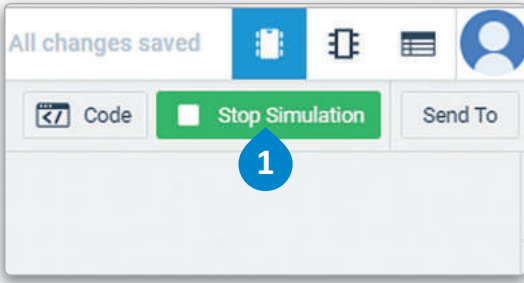 All changes saved
</> Code Stop Simulation Send To
1